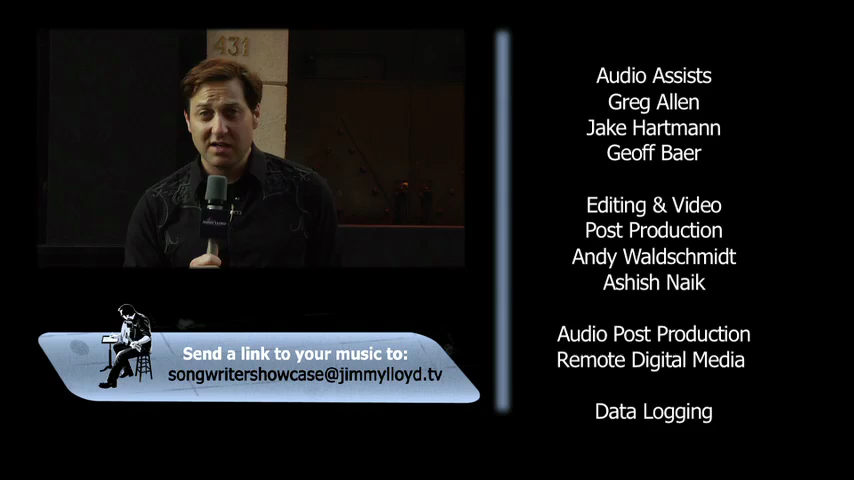 431
Send a link to your music to:
songwritershowcase@jimmylloyd.tv
Audio Assists
Greg Allen
Jake Hartmann
Geoff Baer
Editing & Video
Post Production
Andy Waldschmidt
Ashish Naik
Audio Post Production
Remote Digital Media
Data Logging